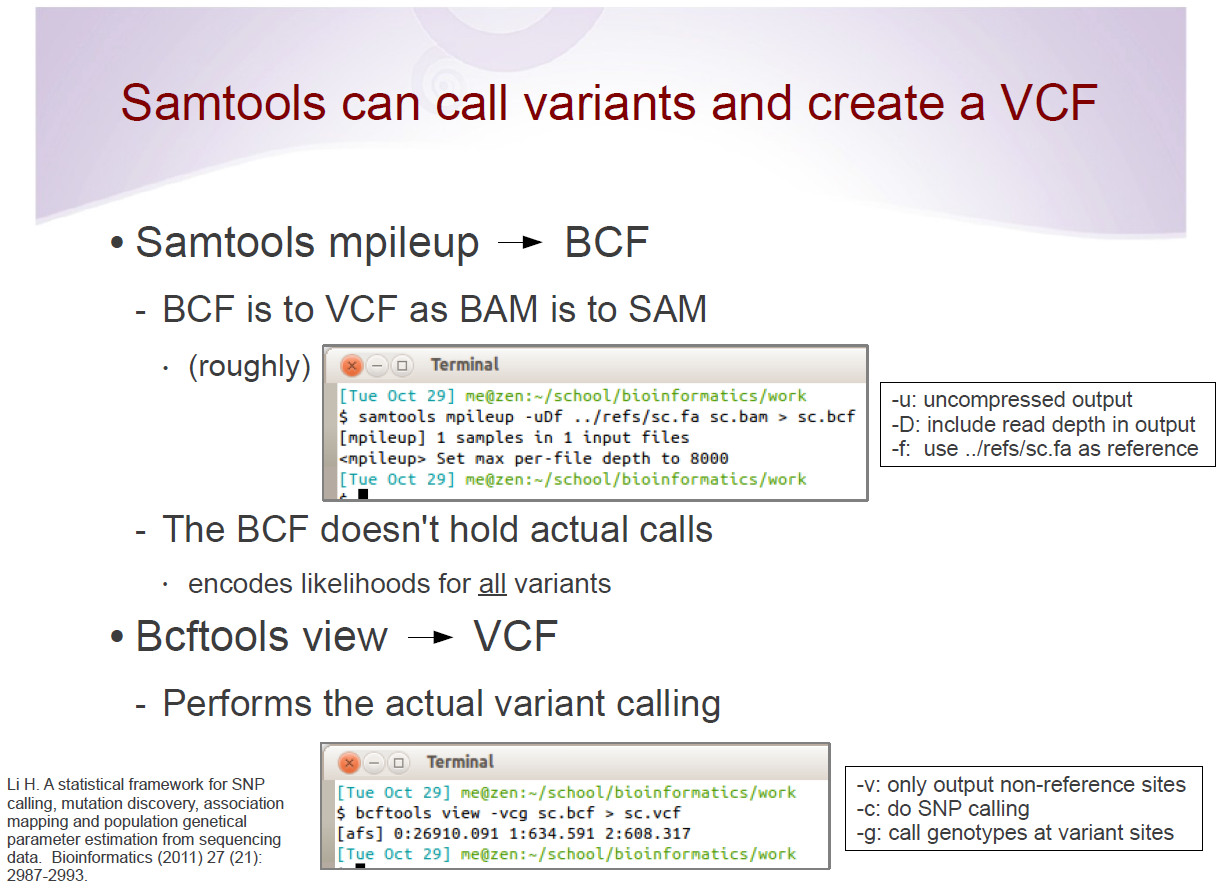 Samtools can call variants and create a VCF
• Samtools mpileup → BCF
- BCF is to VCF as BAM is to SAM
· (roughly)
Terminal
[Tue Oct 29] me@zen:~/school/bioinformatics/work
$ samtools mpileup -uDf ../refs/sc.fa sc.bam > sc.bcf
[mpileup] 1 samples in 1 input files
<mpileup> Set max per-file depth to 8000
[Tue Oct 29] me@zen:~/school/bioinformatics/work
$
-u: uncompressed output
-D: include read depth in output
-f: use ../refs/sc.fa as reference
- The BCF doesn't hold actual calls
· encodes likelihoods for all variants
• Bcftools view → VCF
- Performs the actual variant calling
Terminal
[Tue Oct 29] me@zen:~/school/bioinformatics/work
$ bcftools view -vcg sc.bcf > sc.vcf
[afs] 0:26910.091 1:634.591 2:608.317
[Tue Oct 29] me@zen:~/school/bioinformatics/work
-v: only output non-reference sites
-c: do SNP calling
-g: call genotypes at variant sites
Li H. A statistical framework for SNP
calling, mutation discovery, association
mapping and population genetical
parameter estimation from sequencing
data. Bioinformatics (2011) 27 (21):
2987-2993.